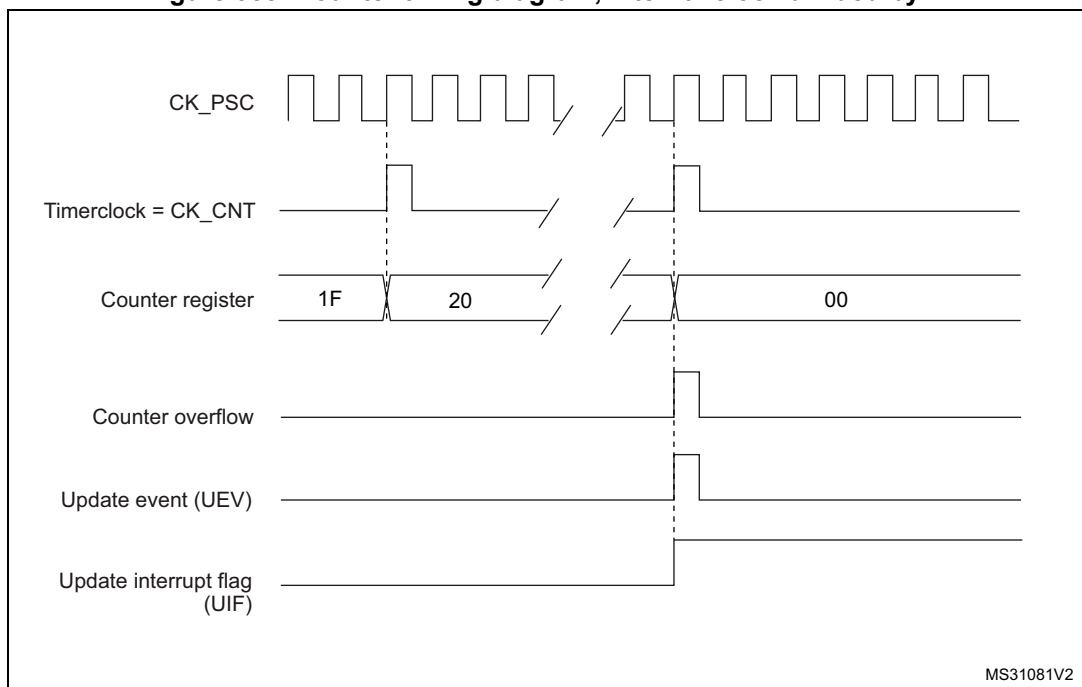 CK_PSC
Timerclock = CK_CNT
Counter register
1F
20
00
Counter overflow
Update event (UEV)
Update interrupt flag
(UIF)
MS31081V2